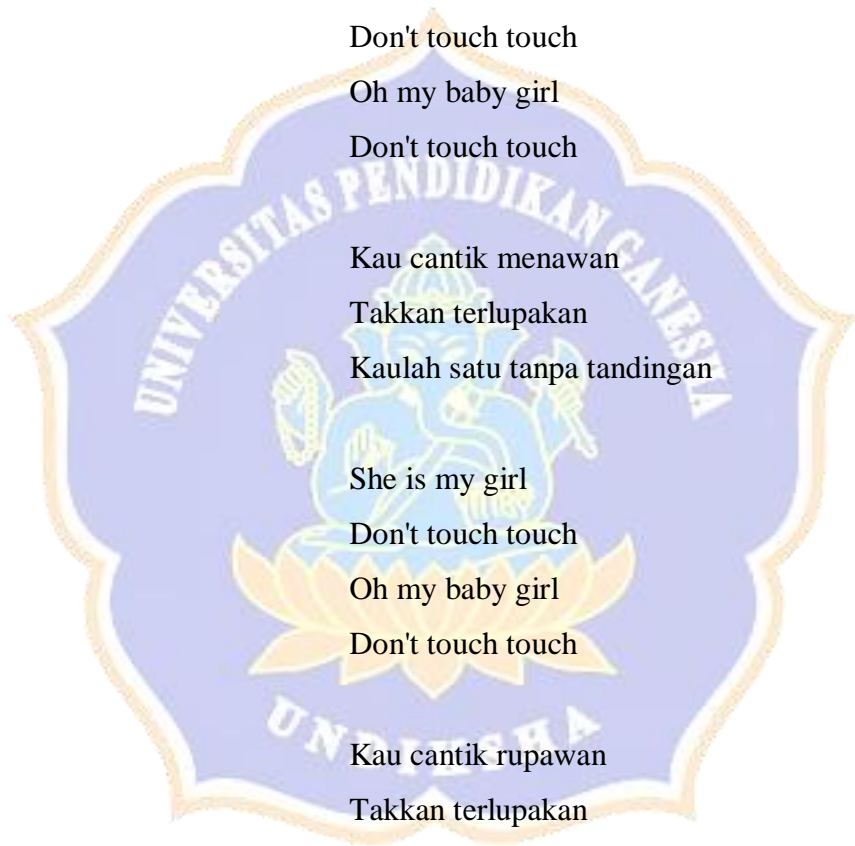 Don't touch touch
Oh my baby girl
Don't touch touch
UNIVERSITAS PENDIDIKAN GANESHA
Kau cantik menawan
Takkan terlupakan
Kaulah satu tanpa tandingan
She is my girl
Don't touch touch
Oh my baby girl
Don't touch touch
UNDIKSHA
Kau cantik rupawan
Takkan terlupakan